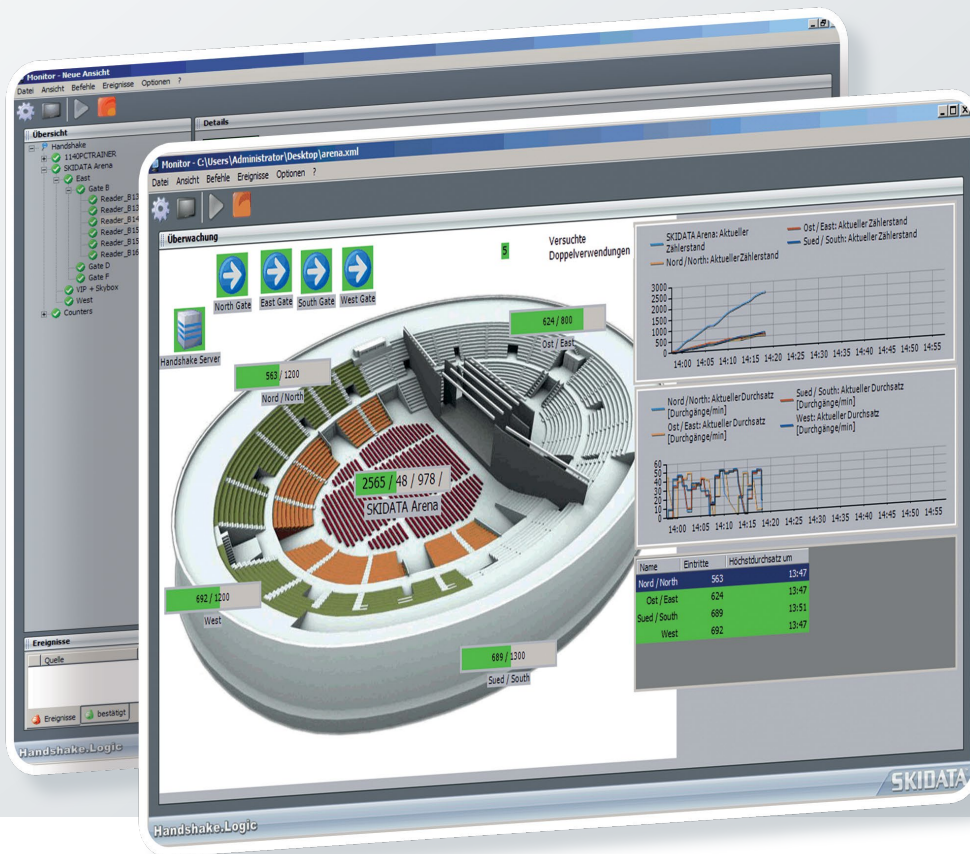 Monitor - Neue Ansicht
Datei Ansicht Befehle Ereignisse Optionen ?
Übersicht
Details
Handshake
1140PCTRAINER
SKIDATA Arena
East
Gate B
Reader_B13
Reader_B13
Reader_B14
Reader_B15
Reader_B15
Reader_B16
Gate D
Gate F
VIP + Skybox
West
Counters
Ereignisse
Quelle
Ereignisse bestätigt
Handshake.Logic
Monitor - C:\Users\Administrator\Desktop\arena.xml
Datei Ansicht Befehle Ereignisse Optionen ?
Überwachung
North Gate East Gate South Gate West Gate
Handshake Server
5 Versuchte
Doppelverwendungen
624 / 800
Ost / East
563 / 1200
Nord / North
2565 / 48 / 978 /
SKIDATA Arena
692 / 1200
West
689 / 1300
Sued / South
SKIDATA Arena: Aktueller
Zählerstand
Nord / North: Aktueller Zählerstand
Ost / East: Aktueller Zählerstand
Sued / South: Aktueller Zählerstand
3000
2500
2000
1500
1000
500
0
14:00 14:05 14:10 14:15 14:20 14:25 14:30 14:35 14:40 14:45 14:50 14:55
Nord / North: Aktueller Durchsatz
[Durchgänge/min]
Ost / East: Aktueller Durchsatz
[Durchgänge/min]
Sued / South: Aktueller Durchsatz
[Durchgänge/min]
West: Aktueller Durchsatz
[Durchgänge/min]
60
50
40
30
20
10
0
14:00 14:05 14:10 14:15 14:20 14:25 14:30 14:35 14:40 14:45 14:50 14:55
Name Eintritte Höchstdurchsatz um
Nord / North 563 13:47
Ost / East 624 13:47
Sued / South 689 13:51
West 692 13:47
SKIDATA
Handshake.Logic